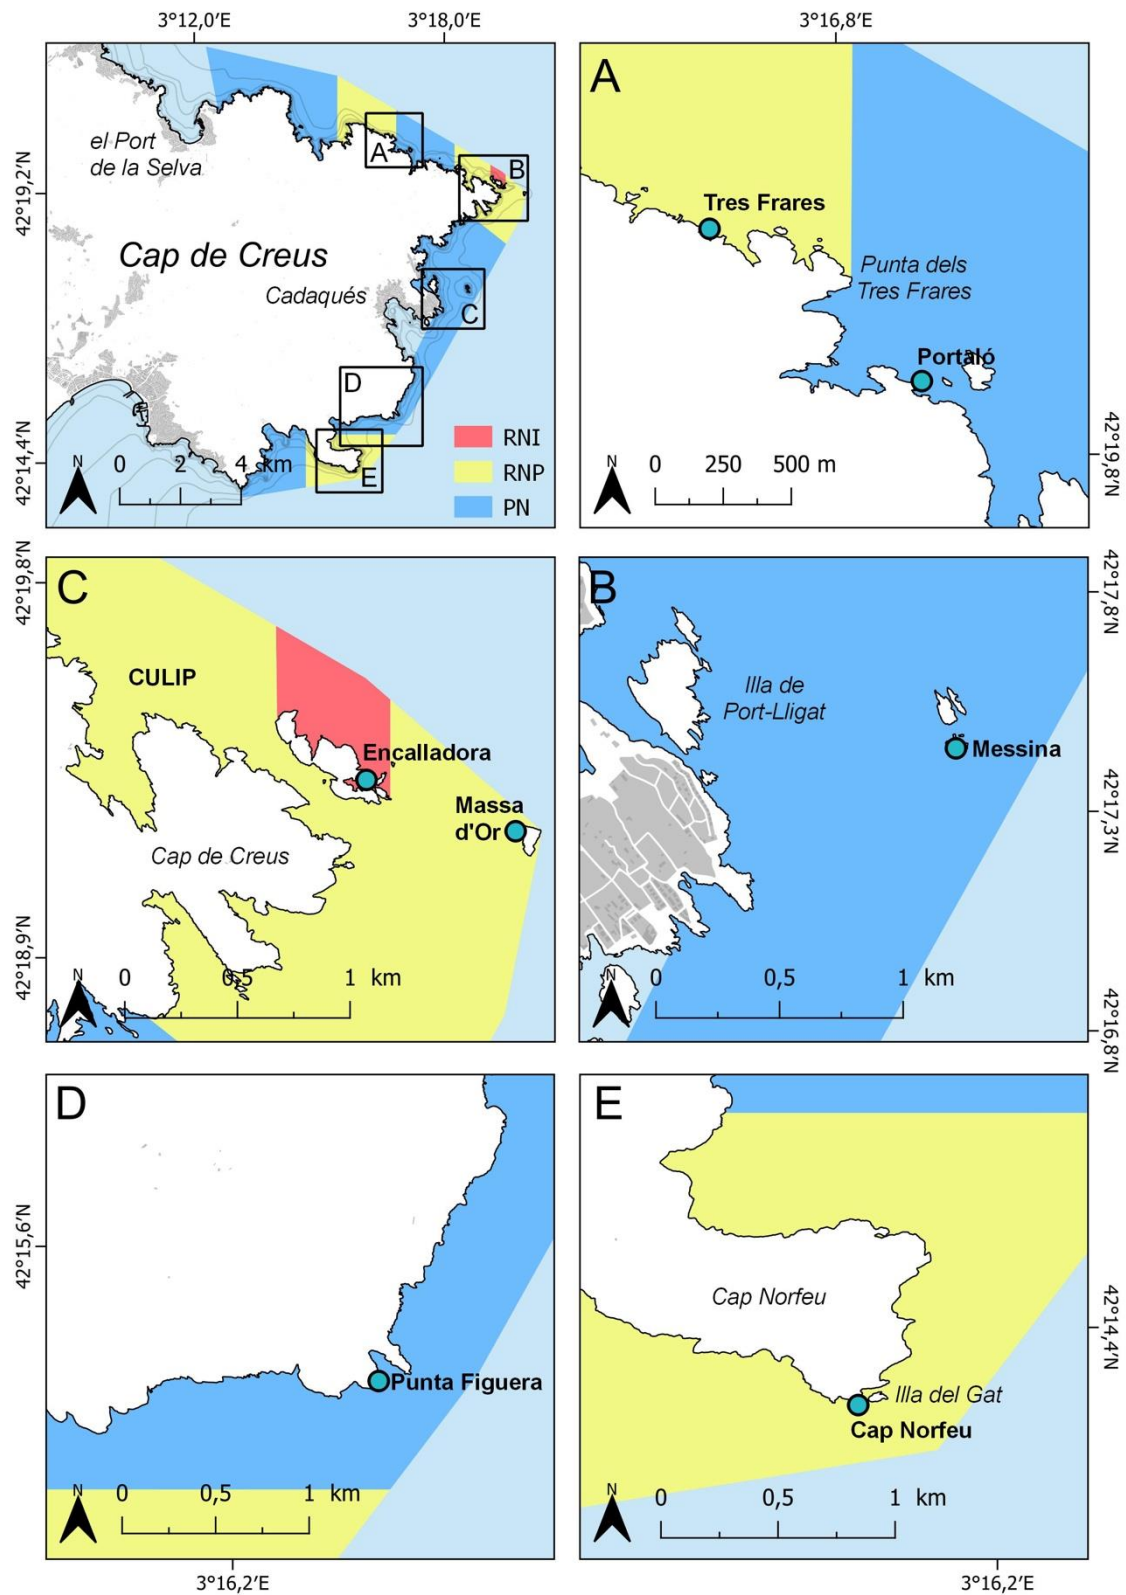 3°12,0′E
3°18,0′E
3°16,8′E
42°19,2′N
42°14,4′N
el Port
de la Selva
Cap de Creus
Cadaqués
A
B
C
D
E
N
0 2 4 km
RNI
RNP
PN
A
Tres Frares
Punta dels
Tres Frares
Portaló
N
0 250 500 m
42°19,8′N
42°19,8′N
42°18,9′N
C
CULIP
Encalladora
Massa
d'Or
Cap de Creus
N
0 0,5 1 km
B
Illa de
Port-Lligat
Messina
N
0 0,5 1 km
42°17,8′N
42°17,3′N
42°16,8′N
D
42°15,6′N
Punta Figuera
N
0 0,5 1 km
3°16,2′E
E
Cap Norfeu
Illa del Gat
Cap Norfeu
N
0 0,5 1 km
42°14,4′N
3°16,2′E